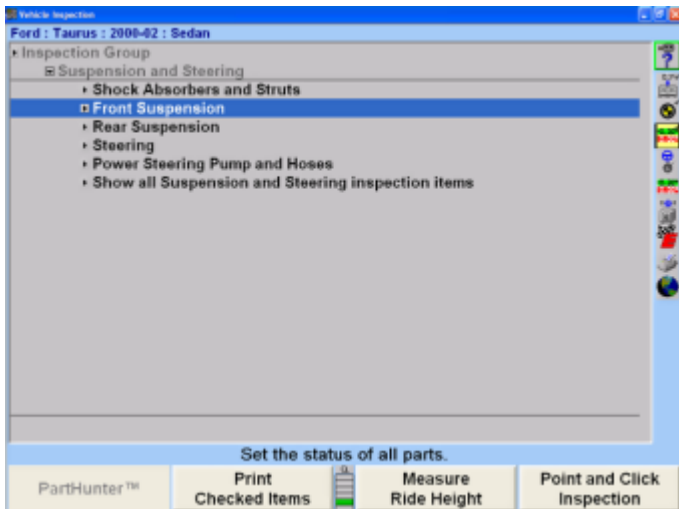 Vehicle Inspection
Ford : Taurus : 2000-02 : Sedan
Inspection Group
Suspension and Steering
Shock Absorbers and Struts
Front Suspension
Rear Suspension
Steering
Power Steering Pump and Hoses
Show all Suspension and Steering inspection items
Set the status of all parts.
PartHunter™
Print
Checked Items
Measure
Ride Height
Point and Click
Inspection